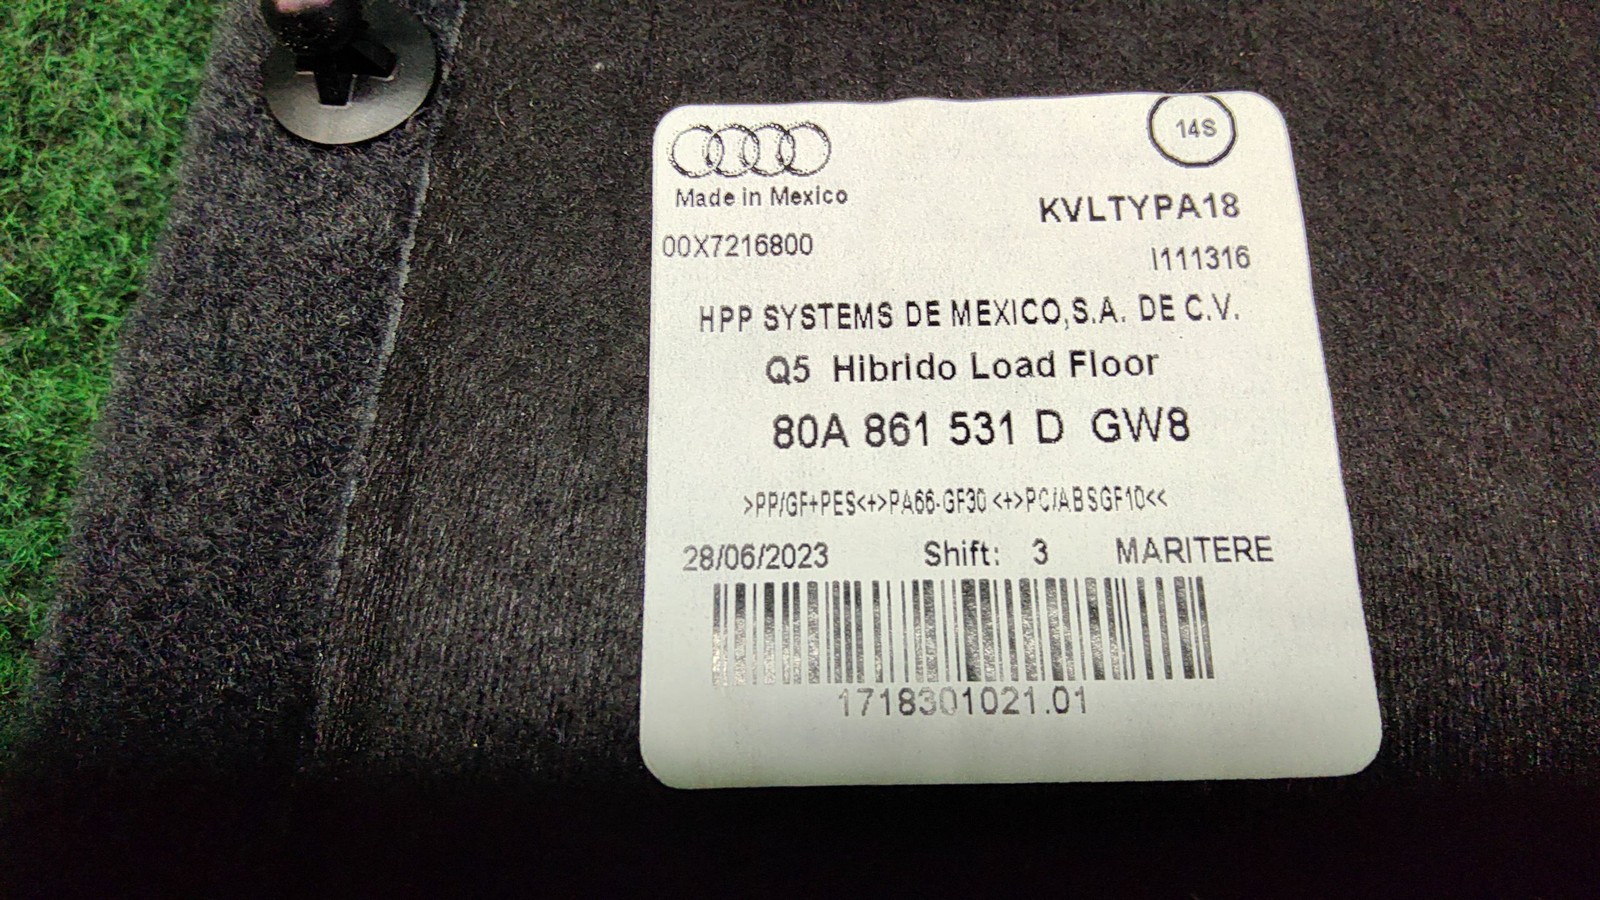 14S
Made in Mexico
KVLTYPA18
00X7216800
I111316
HPP SYSTEMS DE MEXICO,S.A. DE C.V.
Q5 Hibrido Load Floor
80A 861 531 D GW8
>PP/GF+PES<+>PA66-GF30 <+>PC/ABSGF10<<
28/06/2023 Shift: 3 MARITERE
1718301021.01